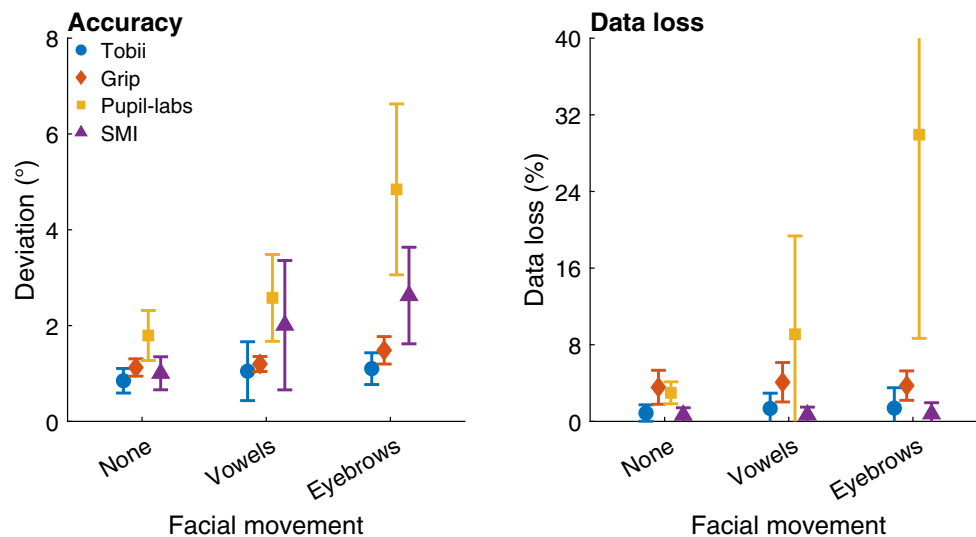 Accuracy
8
6
4
2
0
Deviation (°)
Tobii
Grip
Pupil-labs
SMI
None
Vowels
Eyebrows
Facial movement
Data loss
40
32
24
16
8
0
Data loss (%)
None
Vowels
Eyebrows
Facial movement